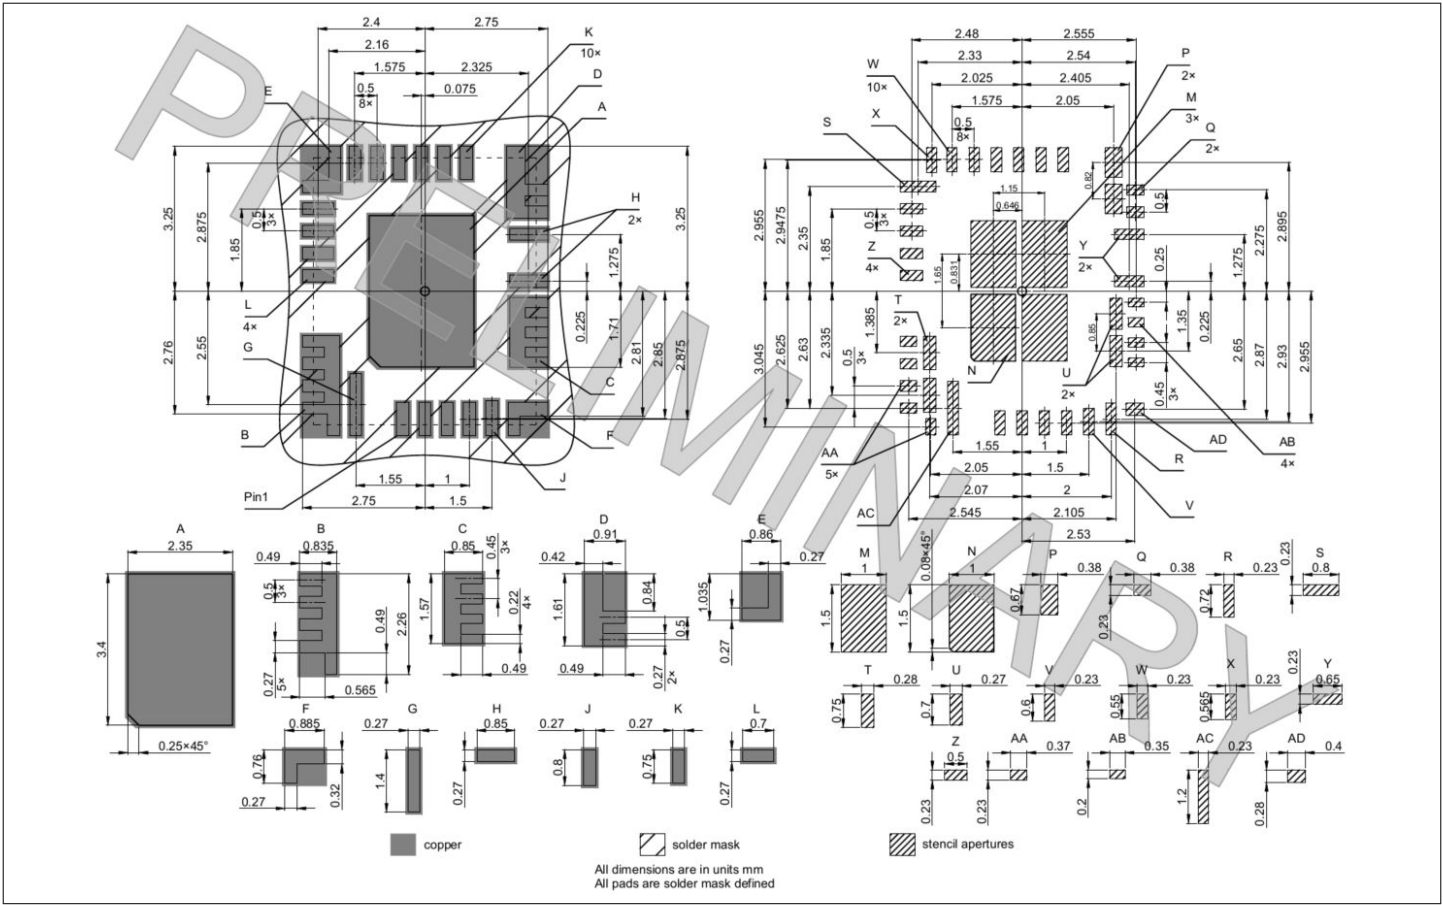 2.4 2.75
2.16
1.575 2.325
0.5 0.075
8×
K
10×
D
A
E
H
2×
3.25
2.875
1.85
0.5
3×
3.25
1.275
0.225
1.71
2.81
2.85
2.875
2.76
2.55
L
4×
G
B
C
F
J
Pin1
1.55 1
2.75 1.5
2.48 2.555
2.33 2.54
2.025 2.405
1.575 2.05
0.5
8×
W
10×
X
S
P
2×
M
3×
Q
2×
0.82
0.5
1.15
0.646
1.65
0.831
2.955
2.9475
2.35
1.85
0.5
3×
Z
4×
Y
2×
0.25
1.275
2.275
2.895
T
2×
1.385
2.335
2.63
2.625
3.045
0.5
3×
N
U
2×
0.85
1.35
0.225
0.45
3×
2.65
2.87
2.93
2.955
AA
5×
AC
AD
AB
4×
R
V
1.55 1
2.05 1.5
2.07 2
2.545 2.105
2.53
A
2.35
3.4
0.25×45°
B
0.835
0.49
0.5
3×
0.27
5×
0.49
2.26
0.565
C
0.85
0.45
3×
1.57
0.22
4×
0.49
D
0.91
0.42
1.61
0.84
0.5
0.49
0.27
2×
E
0.86
0.27
1.035
0.27
F
0.885
0.76
0.27
0.32
G
0.27
1.4
H
0.85
0.27
J
0.27
0.8
K
0.27
0.75
L
0.7
0.27
M
1
1.5
N
0.08×45°
1
1.5
P
0.38
0.67
Q
0.38
0.23
R
0.23
0.72
S
0.23
0.8
T
0.28
0.75
U
0.27
0.7
V
0.23
0.6
W
0.23
0.55
X
0.23
0.565
Y
0.23
0.65
Z
0.5
0.23
AA
0.37
0.23
AB
0.35
0.2
AC
0.23
1.2
AD
0.4
0.28
PRELIMINARY
copper
solder mask
stencil apertures
All dimensions are in units mm
All pads are solder mask defined